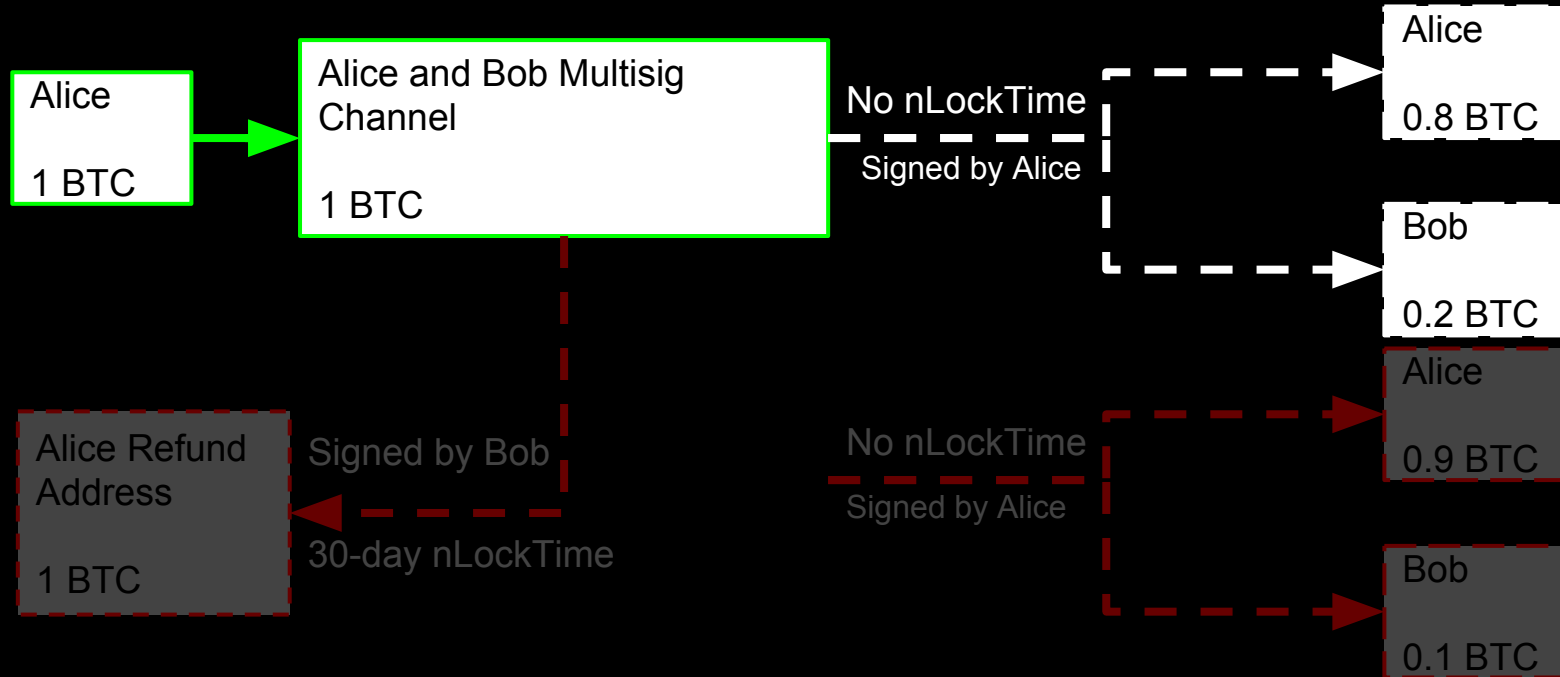 Alice
1 BTC
Alice and Bob Multisig
Channel
1 BTC
No nLockTime
Signed by Alice
Alice
0.8 BTC
Bob
0.2 BTC
Alice Refund
Address
1 BTC
Signed by Bob
30-day nLockTime
No nLockTime
Signed by Alice
Alice
0.9 BTC
Bob
0.1 BTC